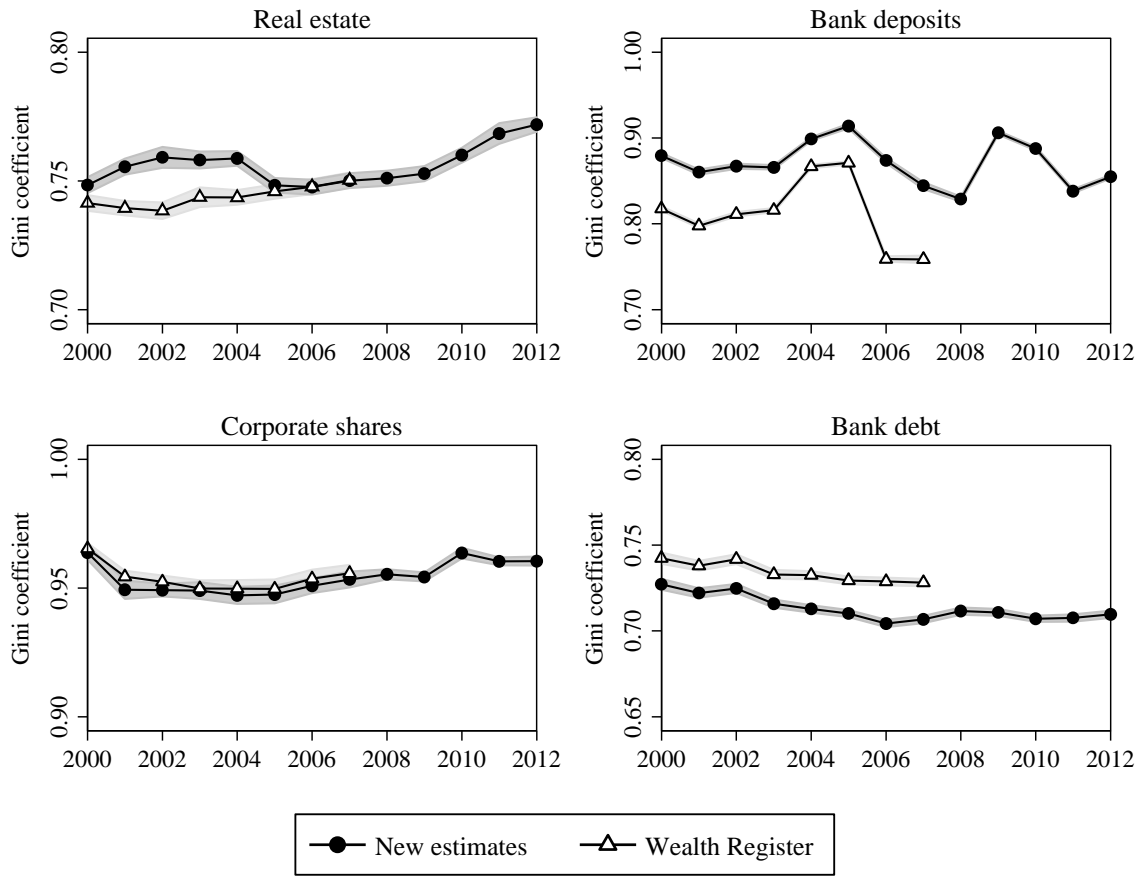 Real estate
Gini coefficient
0.80
0.75
0.70
2000 2002 2004 2006 2008 2010 2012
Bank deposits
Gini coefficient
1.00
0.90
0.80
0.70
2000 2002 2004 2006 2008 2010 2012
Corporate shares
Gini coefficient
1.00
0.95
0.90
2000 2002 2004 2006 2008 2010 2012
Bank debt
Gini coefficient
0.80
0.75
0.70
0.65
2000 2002 2004 2006 2008 2010 2012
New estimates Wealth Register